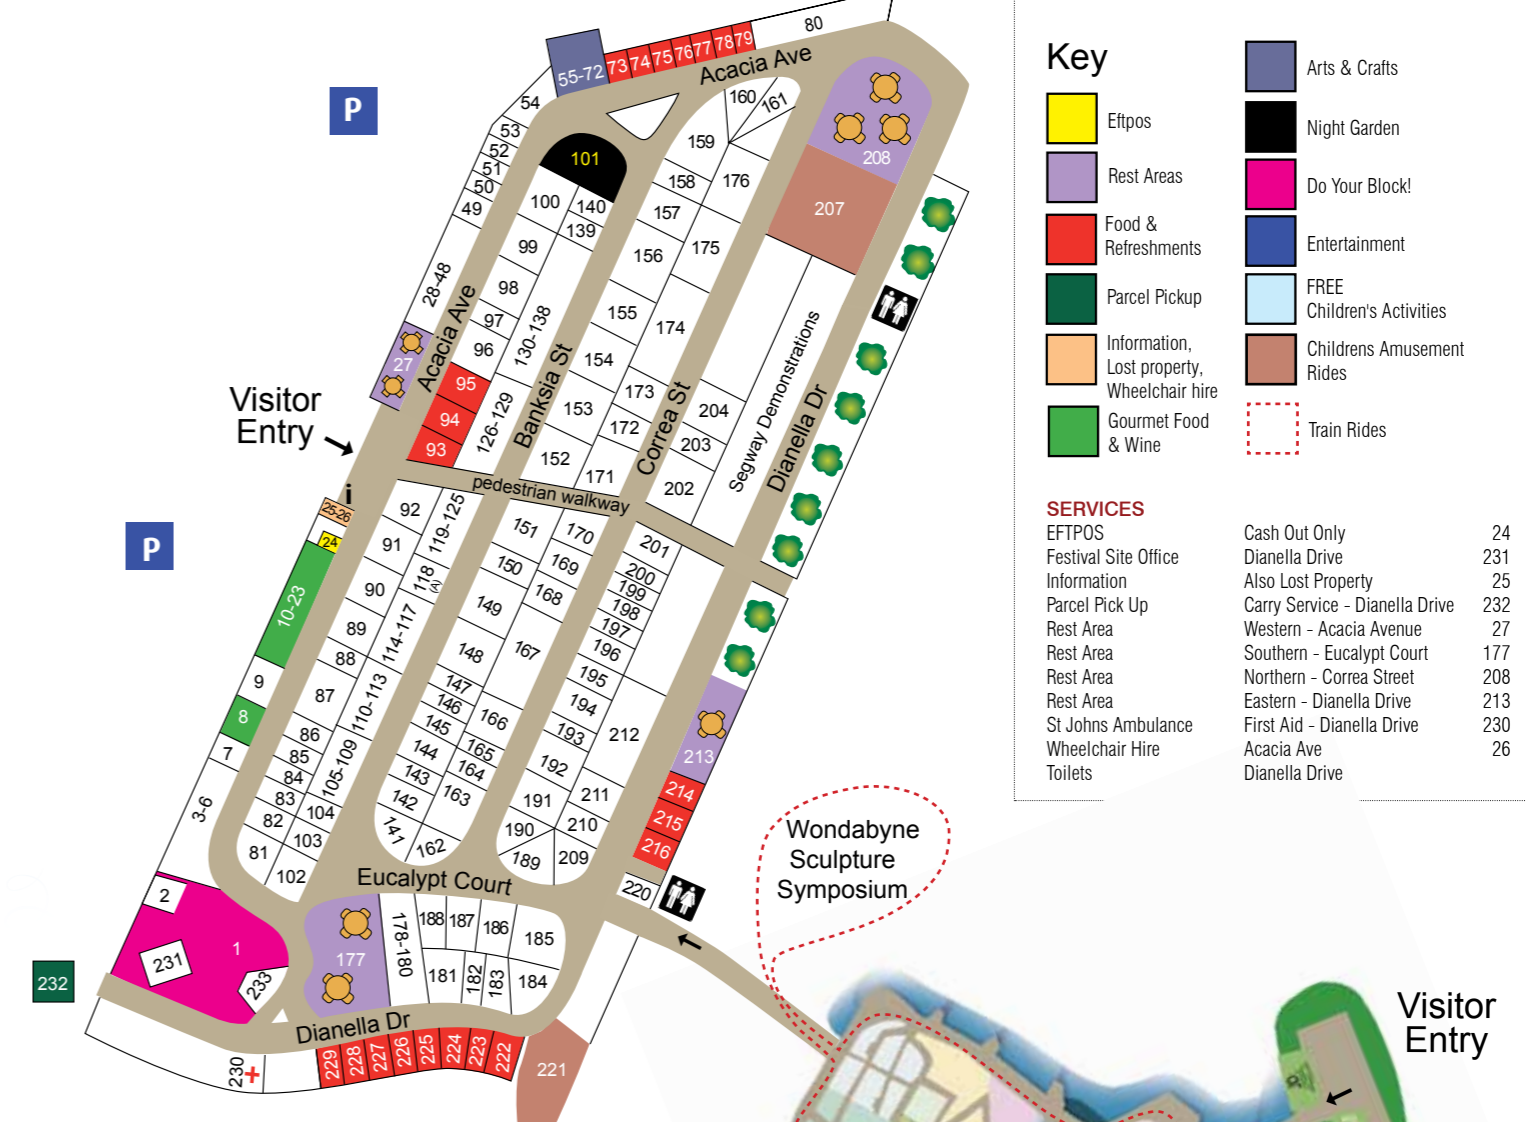 80
73 74 75 76 77 78 79
55-72
Acacia Ave
54
160
161
P
53
159
101
52
208
51
158
176
50
100
140
157
207
49
139
99
156
175
28-48
98
155
174
97
130-138
96
154
Acacia Ave
Banksia St
27
95
173
153
204
Segway Demonstrations
Visitor
Entry
94
126-129
172
Correa St
203
Dianella Dr
93
152
171
202
pedestrian walkway
i
25-26
92
119-125
151
170
201
24
91
P
150
169
200
118
(A)
199
10-23
90
149
168
198
89
114-117
197
88
148
167
196
9
87
110-113
147
195
8
146
194
86
145
166
193
212
7
85
105-109
144
165
213
84
143
164
192
3-6
83
104
142
163
191
211
214
82
103
141
162
190
210
215
81
189
209
216
102
Eucalypt Court
220
2
1
231
233
232
177
178-180
188 187 186 185
181 182 183 184
Dianella Dr
230
229 228 227 226 225 224 223 222
221
Wondabyne
Sculpture
Symposium
Visitor
Entry
Key
Eftpos
Rest Areas
Food &
Refreshments
Parcel Pickup
Information,
Lost property,
Wheelchair hire
Gourmet Food
& Wine
Arts & Crafts
Night Garden
Do Your Block!
Entertainment
FREE
Children's Activities
Childrens Amusement
Rides
Train Rides
SERVICES
EFTPOS Cash Out Only 24
Festival Site Office Dianella Drive 231
Information Also Lost Property 25
Parcel Pick Up Carry Service - Dianella Drive 232
Rest Area Western - Acacia Avenue 27
Rest Area Southern - Eucalypt Court 177
Rest Area Northern - Correa Street 208
Rest Area Eastern - Dianella Drive 213
St Johns Ambulance First Aid - Dianella Drive 230
Wheelchair Hire Acacia Ave 26
Toilets Dianella Drive